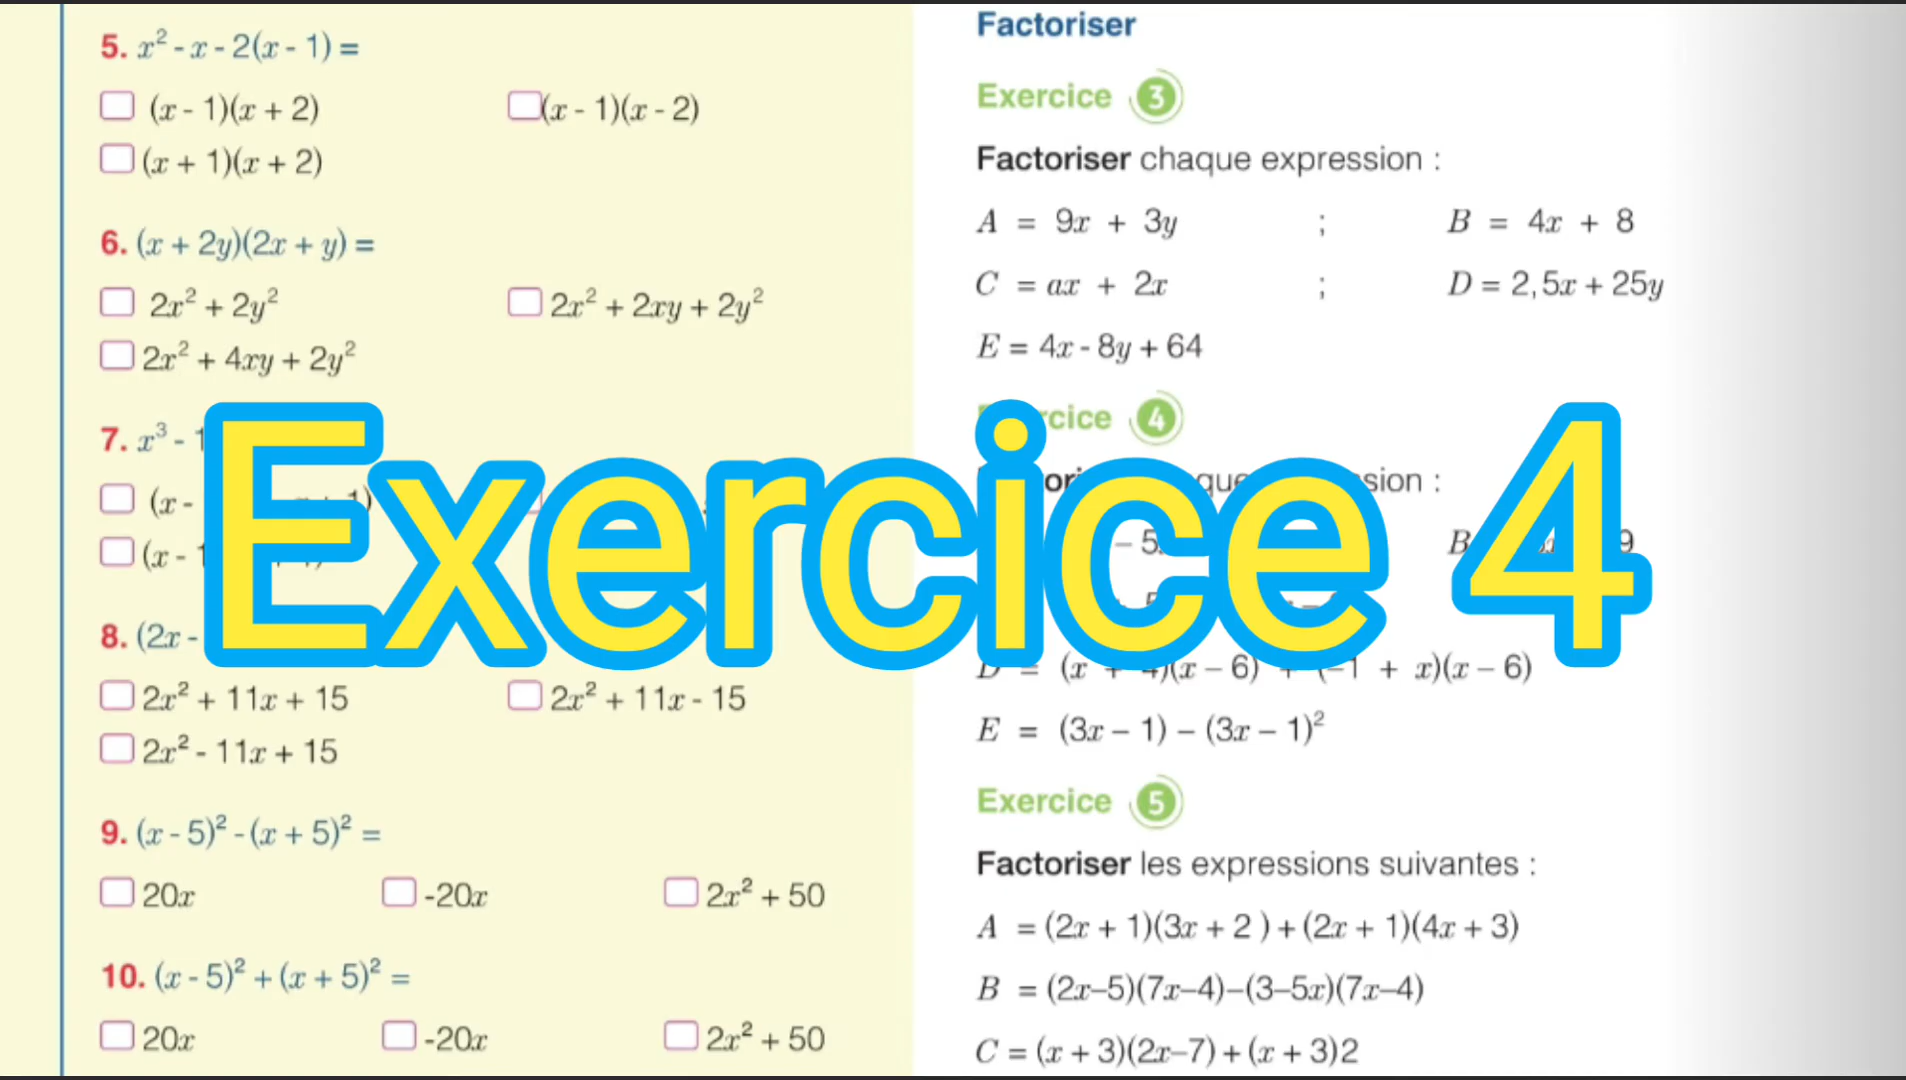 5. x² - x - 2(x - 1) =
(x - 1)(x + 2)
(x - 1)(x - 2)
(x + 1)(x + 2)
6. (x + 2y)(2x + y) =
2x² + 2y²
2x² + 2xy + 2y²
2x² + 4xy + 2y²
7. x³ -
(x -
(x -
8. (2x -
2x² + 11x + 15
2x² + 11x - 15
2x² - 11x + 15
9. (x - 5)² - (x + 5)² =
20x
-20x
2x² + 50
10. (x - 5)² + (x + 5)² =
20x
-20x
2x² + 50
Factoriser
Exercice 3
Factoriser chaque expression :
A = 9x + 3y ; B = 4x + 8
C = ax + 2x ; D = 2,5x + 25y
E = 4x - 8y + 64
4
:
B
D = (x + 4)(x – 6) + (–1 + x)(x – 6)
E = (3x – 1) – (3x – 1)²
Exercice 5
Factoriser les expressions suivantes :
A = (2x + 1)(3x + 2 ) + (2x + 1)(4x + 3)
B = (2x–5)(7x–4)–(3–5x)(7x–4)
C = (x + 3)(2x–7) + (x + 3)2
Exercice 4